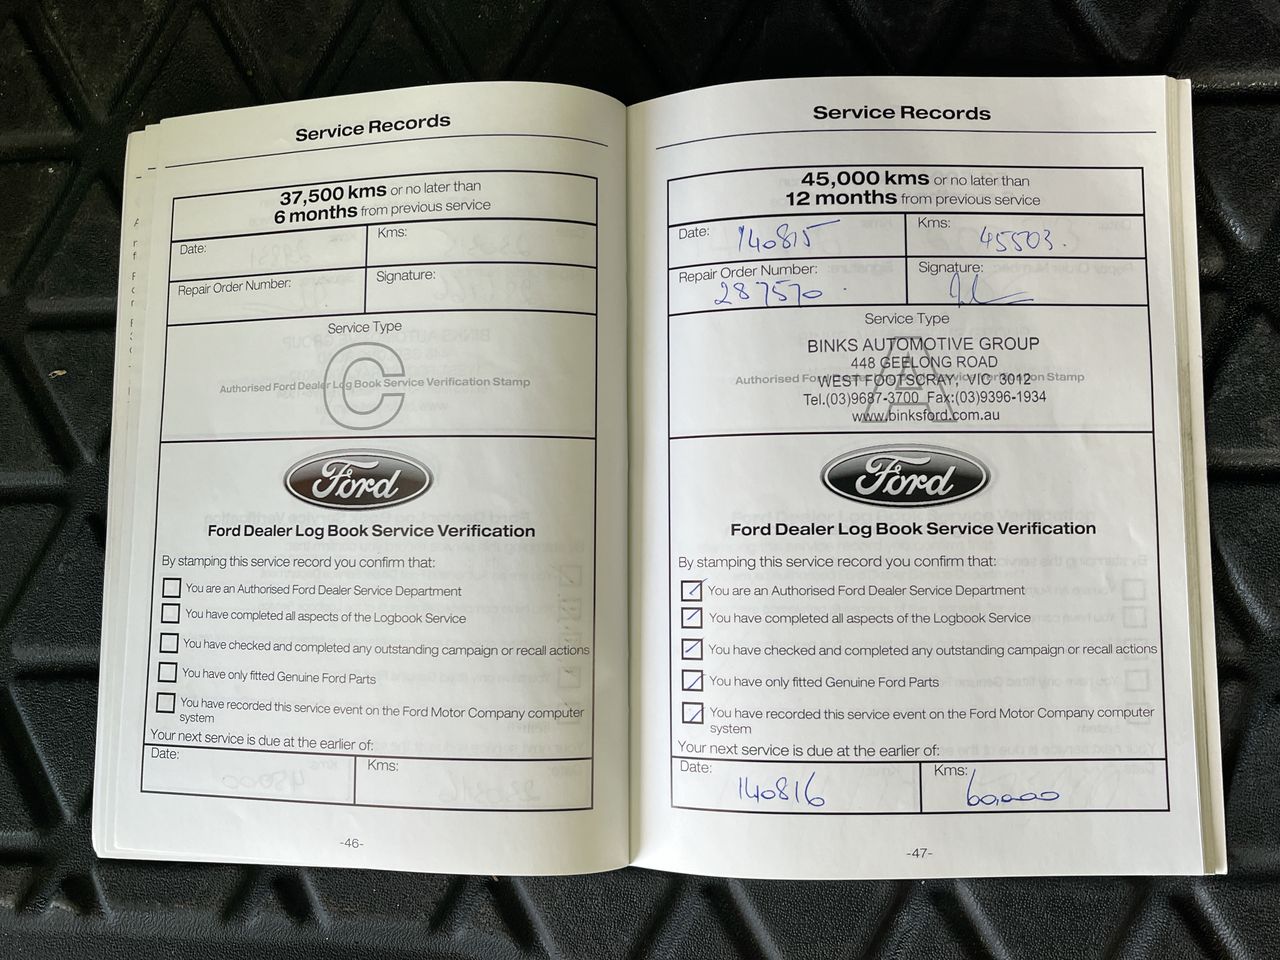 Service Records
37,500 kms or no later than
6 months from previous service
Date:
Kms:
Repair Order Number:
Signature:
Service Type
C
Authorised Ford Dealer Log Book Service Verification Stamp
Ford
Ford Dealer Log Book Service Verification
By stamping this service record you confirm that:
You are an Authorised Ford Dealer Service Department
You have completed all aspects of the Logbook Service
You have checked and completed any outstanding campaign or recall actions
You have only fitted Genuine Ford Parts
You have recorded this service event on the Ford Motor Company computer
system
Your next service is due at the earlier of:
Date:
Kms:
-46-
Service Records
45,000 kms or no later than
12 months from previous service
Date: 140815
Kms: 45503.
Repair Order Number:
287570
Signature:
Service Type
A
BINKS AUTOMOTIVE GROUP
448 GEELONG ROAD
Authorised Ford Service Verification Stamp
WEST FOOTSCRAY, VIC 3012
Tel.(03)9687-3700 Fax:(03)9396-1934
www.binksford.com.au
Ford
Ford Dealer Log Book Service Verification
By stamping this service record you confirm that:
You are an Authorised Ford Dealer Service Department
You have completed all aspects of the Logbook Service
You have checked and completed any outstanding campaign or recall actions
You have only fitted Genuine Ford Parts
You have recorded this service event on the Ford Motor Company computer
system
Your next service is due at the earlier of:
Date: 140816
Kms: 60,000
-47-